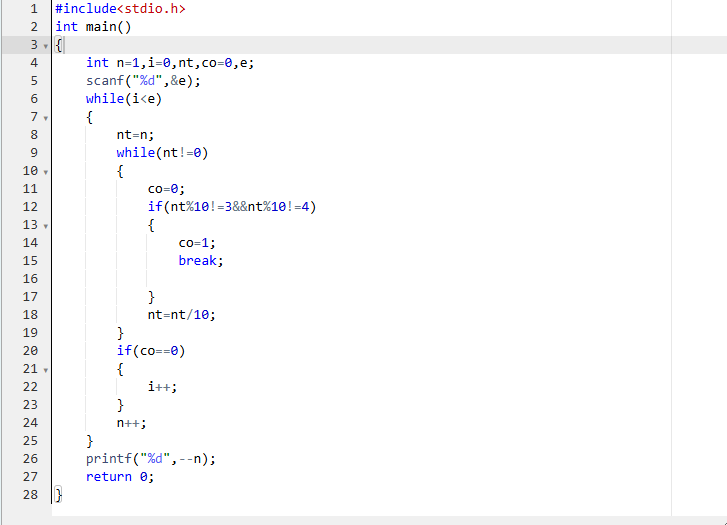 1 #include<stdio.h>
2 int main()
3 {
4 int n=1,i=0,nt,co=0,e;
5 scanf("%d",&e);
6 while(i<e)
7 {
8 nt=n;
9 while(nt!=0)
10 {
11 co=0;
12 if(nt%10!=3&&nt%10!=4)
13 {
14 co=1;
15 break;
16
17 }
18 nt=nt/10;
19 }
20 if(co==0)
21 {
22 i++;
23 }
24 n++;
25 }
26 printf("%d",--n);
27 return 0;
28 }